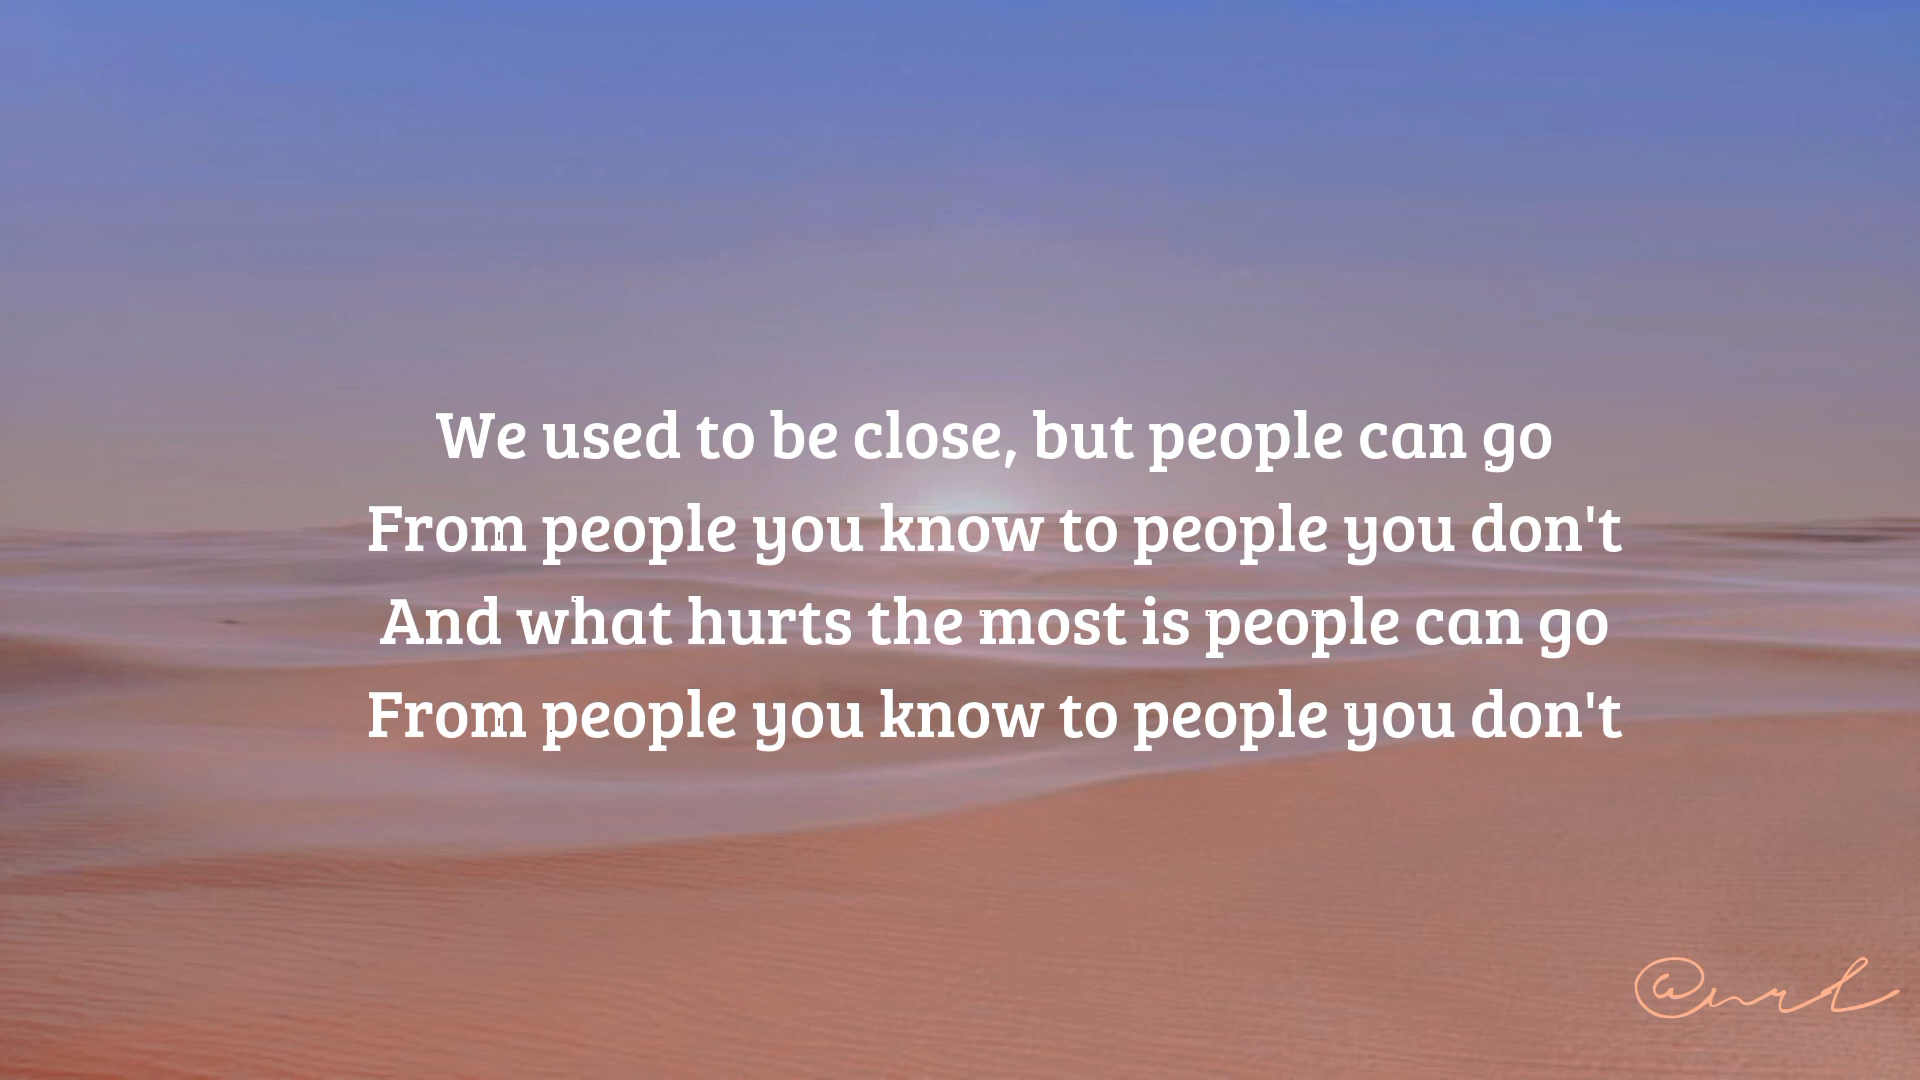 We used to be close, but people can go
From people you know to people you don't
And what hurts the most is people can go
From people you know to people you don't